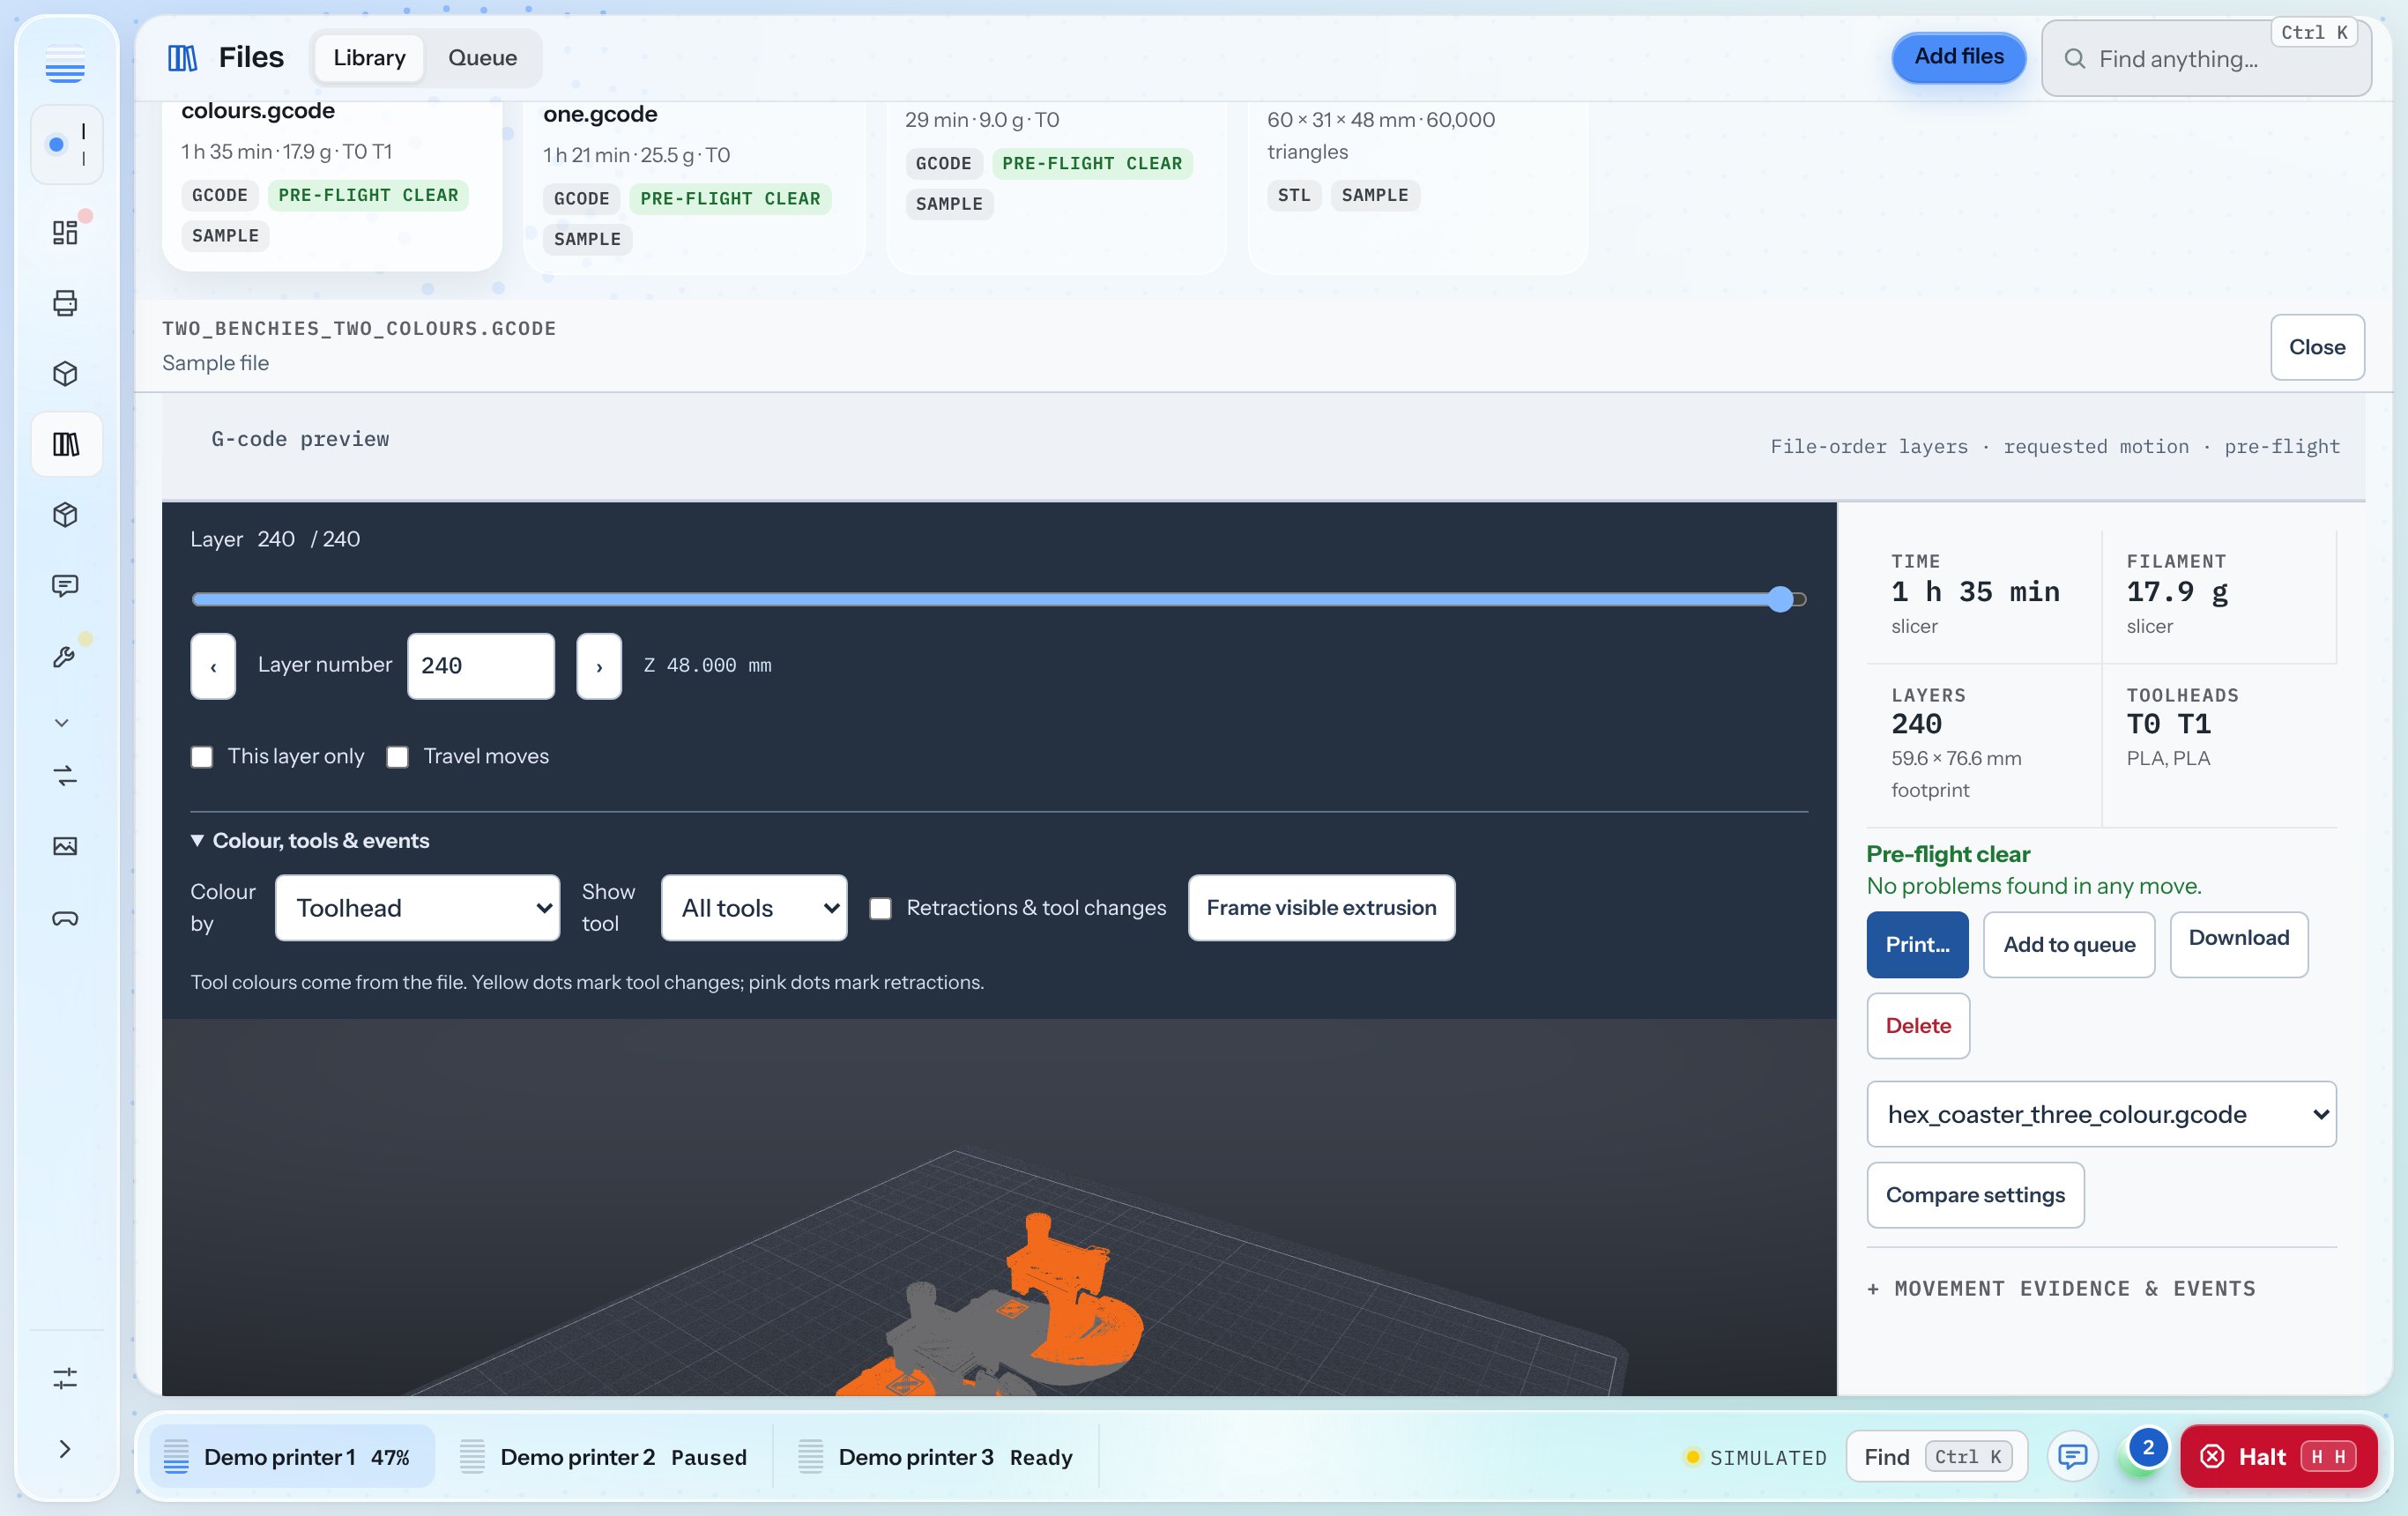 Files
Library
Queue
Add files
Find anything...
Ctrl K
colours.gcode
1 h 35 min · 17.9 g · T0 T1
GCODE
PRE-FLIGHT CLEAR
SAMPLE
one.gcode
1 h 21 min · 25.5 g · T0
GCODE
PRE-FLIGHT CLEAR
SAMPLE
29 min · 9.0 g · T0
GCODE
PRE-FLIGHT CLEAR
SAMPLE
60 × 31 × 48 mm · 60,000
triangles
STL
SAMPLE
TWO_BENCHIES_TWO_COLOURS.GCODE
Sample file
Close
G-code preview
File-order layers · requested motion · pre-flight
Layer 240 / 240
‹
Layer number
240
›
Z 48.000 mm
This layer only
Travel moves
▼ Colour, tools & events
Colour
by
Toolhead
Show
tool
All tools
Retractions & tool changes
Frame visible extrusion
Tool colours come from the file. Yellow dots mark tool changes; pink dots mark retractions.
TIME
1 h 35 min
slicer
FILAMENT
17.9 g
slicer
LAYERS
240
59.6 × 76.6 mm
footprint
TOOLHEADS
T0 T1
PLA, PLA
Pre-flight clear
No problems found in any move.
Print...
Add to queue
Download
Delete
hex_coaster_three_colour.gcode
Compare settings
+ MOVEMENT EVIDENCE & EVENTS
Demo printer 1 47%
Demo printer 2 Paused
Demo printer 3 Ready
SIMULATED
Find Ctrl K
2
Halt H H